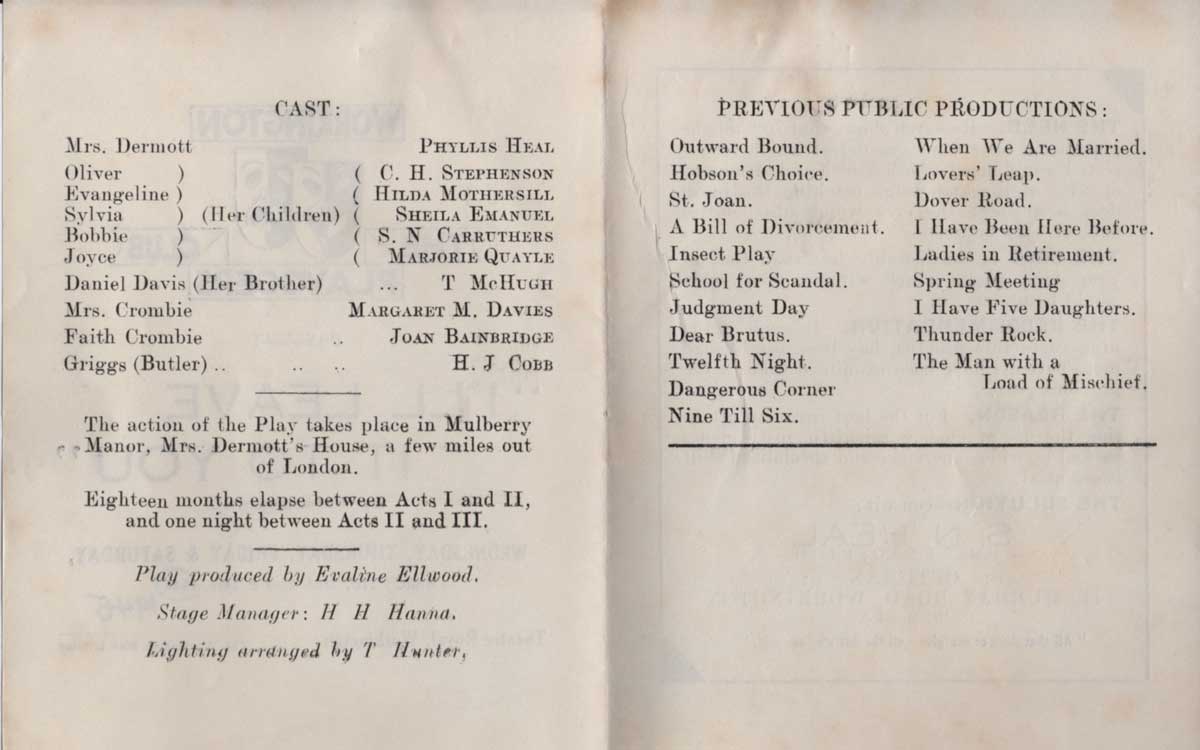 CAST:
Mrs. Dermott PHYLLIS HEAL
Oliver ) ( C. H. STEPHENSON
Evangeline ) ( HILDA MOTHERSILL
Sylvia ) (Her Children) ( SHEILA EMANUEL
Bobbie ) ( S. N CARRUTHERS
Joyce ) ( MARJORIE QUAYLE
Daniel Davis (Her Brother) ... T MCHUGH
Mrs. Crombie MARGARET M. DAVIES
Faith Crombie .. JOAN BAINBRIDGE
Griggs (Butler) .. .. .. H. J COBB
The action of the Play takes place in Mulberry
Manor, Mrs. Dermott's House, a few miles out
of London.
Eighteen months elapse between Acts I and II,
and one night between Acts II and III.
Play produced by Evaline Ellwood.
Stage Manager: H H Hanna.
Lighting arranged by T Hunter,
PREVIOUS PUBLIC PRODUCTIONS:
Outward Bound.
Hobson's Choice.
St. Joan.
A Bill of Divorcement.
Insect Play
School for Scandal.
Judgment Day
Dear Brutus.
Twelfth Night.
Dangerous Corner
Nine Till Six.
When We Are Married.
Lovers' Leap.
Dover Road.
I Have Been Here Before.
Ladies in Retirement.
Spring Meeting
I Have Five Daughters.
Thunder Rock.
The Man with a
Load of Mischief.